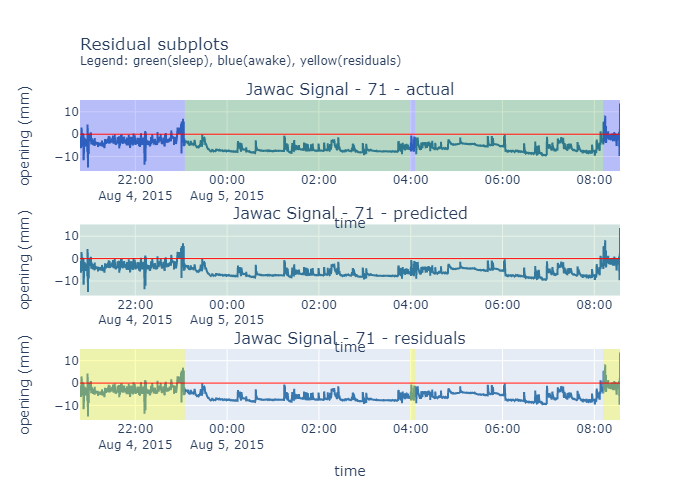 Residual subplots
Legend: green(sleep), blue(awake), yellow(residuals)
Jawac Signal - 71 - actual
opening (mm)
10
0
−10
22:00 00:00 02:00 04:00 06:00 08:00
Aug 4, 2015 Aug 5, 2015
time
Jawac Signal - 71 - predicted
opening (mm)
10
0
−10
22:00 00:00 02:00 04:00 06:00 08:00
Aug 4, 2015 Aug 5, 2015
time
Jawac Signal - 71 - residuals
opening (mm)
10
0
−10
22:00 00:00 02:00 04:00 06:00 08:00
Aug 4, 2015 Aug 5, 2015
time